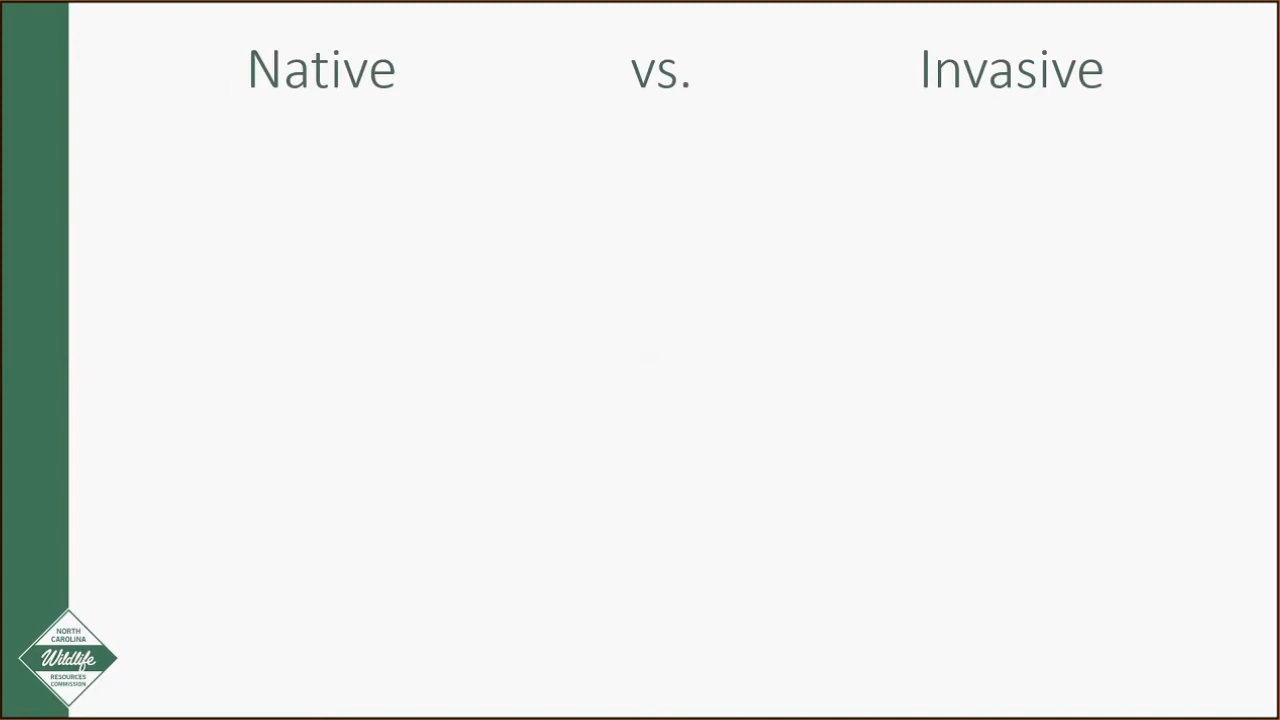 Native vs. Invasive
NORTH
CAROLINA
Wildlife
RESOURCES
COMMISSION